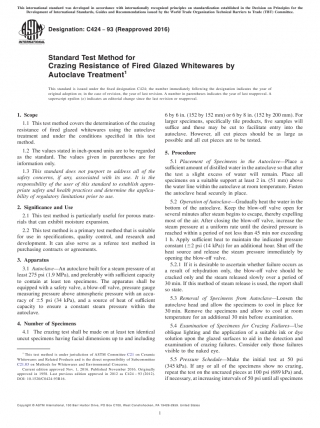 This international standard was developed in accordance with internationally recognized principles on standardization established in the Decision on Principles for the
Development of International Standards, Guides and Recommendations issued by the World Trade Organization Technical Barriers to Trade (TBT) Committee.
Designation: C424 − 93 (Reapproved 2016)
Standard Test Method for
Crazing Resistance of Fired Glazed Whitewares by
Autoclave Treatment¹
This standard is issued under the fixed designation C424; the number immediately following the designation indicates the year of
original adoption or, in the case of revision, the year of last revision. A number in parentheses indicates the year of last reapproval. A
superscript epsilon (ε) indicates an editorial change since the last revision or reapproval.
1. Scope
1.1 This test method covers the determination of the crazing
resistance of fired glazed whitewares using the autoclave
treatment and under the conditions specified in this test
method.
1.2 The values stated in inch-pound units are to be regarded
as the standard. The values given in parentheses are for
information only.
1.3 This standard does not purport to address all of the
safety concerns, if any, associated with its use. It is the
responsibility of the user of this standard to establish appro-
priate safety and health practices and determine the applica-
bility of regulatory limitations prior to use.
2. Significance and Use
2.1 This test method is particularly useful for porous mate-
rials that can exhibit moisture expansion.
2.2 This test method is a primary test method that is suitable
for use in specifications, quality control, and research and
development. It can also serve as a referee test method in
purchasing contracts or agreements.
3. Apparatus
3.1 Autoclave—An autoclave built for a steam pressure of at
least 275 psi (1.9 MPa), and preferably with sufficient capacity
to contain at least ten specimens. The apparatus shall be
equipped with a safety valve, a blow-off valve, pressure gauge
measuring pressure above atmospheric pressure with an accu-
racy of ±5 psi (34 kPa), and a source of heat of sufficient
capacity to ensure a constant steam pressure within the
autoclave.
4. Number of Specimens
4.1 The crazing test shall be made on at least ten identical
uncut specimens having facial dimensions up to and including
¹ This test method is under jurisdiction of ASTM Committee C21 on Ceramic
Whitewares and Related Products and is the direct responsibility of Subcommittee
C21.03 on Methods for Whitewares and Environmental Concerns.
Current edition approved Nov. 1, 2016. Published November 2016. Originally
approved in 1958. Last previous edition approved in 2012 as C424 – 93 (2012).
DOI: 10.1520/C0424-93R16.
6 by 6 in. (152 by 152 mm) or 6 by 8 in. (152 by 200 mm). For
larger specimens, specifically tile products, five samples will
suffice and these may be cut to facilitate entry into the
autoclave. However, all cut pieces should be as large as
possible and all cut pieces are to be tested.
5. Procedure
5.1 Placement of Specimens in the Autoclave—Place a
sufficient amount of distilled water in the autoclave so that after
the test a slight excess of water will remain. Place all
specimens on a suitable support at least 2 in. (51 mm) above
the water line within the autoclave at room temperature. Fasten
the autoclave head securely in place.
5.2 Operation of Autoclave—Gradually heat the water in the
bottom of the autoclave. Keep the blow-off valve open for
several minutes after steam begins to escape, thereby expelling
most of the air. After closing the blow-off valve, increase the
steam pressure at a uniform rate until the desired pressure is
reached within a period of not less than 45 min nor exceeding
1 h. Apply sufficient heat to maintain the indicated pressure
constant (±2 psi (14 kPa)) for an additional hour. Shut off the
heat source and release the steam pressure immediately by
opening the blow-off valve.
5.2.1 If it is desirable to ascertain whether failure occurs as
a result of rehydration only, the blow-off valve should be
cracked only and the steam released slowly over a period of
30 min. If this method of steam release is used, the report shall
so state.
5.3 Removal of Specimens from Autoclave—Loosen the
autoclave head and allow the specimens to cool in place for
30 min. Remove the specimens and allow to cool at room
temperature for an additional 30 min before examination.
5.4 Examination of Specimens for Crazing Failures—Use
oblique lighting and the application of a suitable ink or dye
solution upon the glazed surfaces to aid in the detection and
examination of crazing failures. Consider only those failures
visible to the naked eye.
5.5 Pressure Schedule—Make the initial test at 50 psi
(345 kPa). If any or all of the specimens show no crazing,
repeat the test on the uncrazed pieces at 100 psi (689 kPa) and,
if necessary, at increasing intervals of 50 psi until all specimens
Copyright © ASTM International, 100 Barr Harbor Drive, PO Box C700, West Conshohocken, PA 19428-2959. United States
1